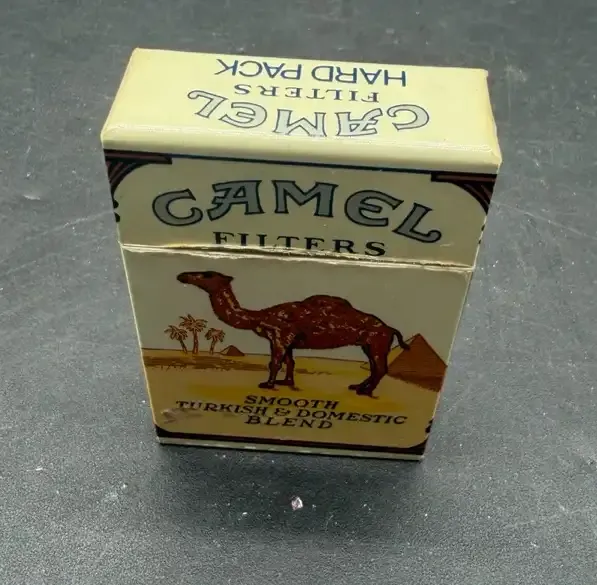 HARD PACK
FILTERS
CAMEL
CAMEL
FILTERS
SMOOTH
TURKISH & DOMESTIC
BLEND